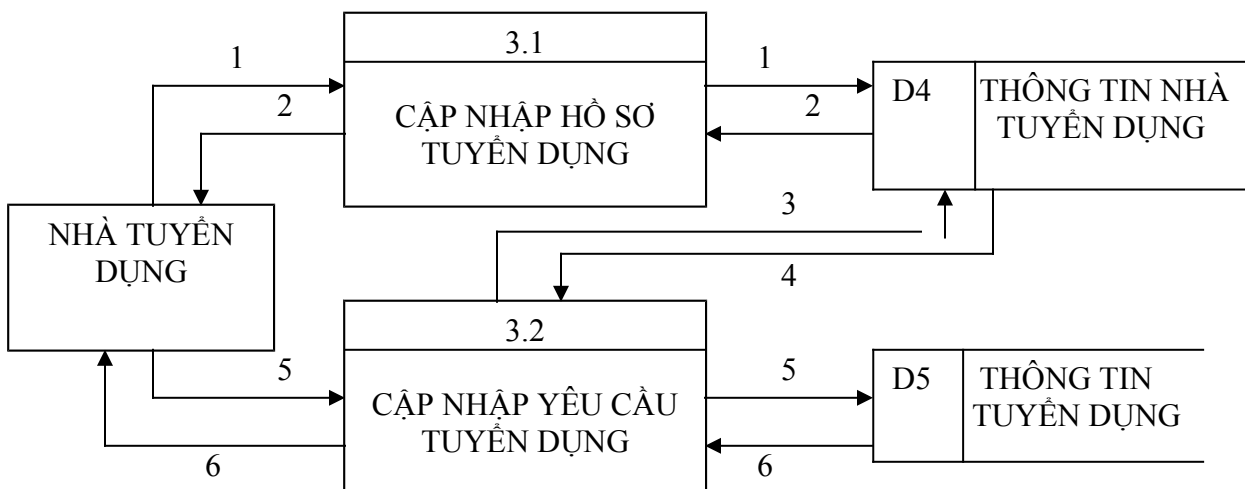 3.1
1
1
D4
THÔNG TIN NHÀ
TUYỂN DỤNG
2
2
CẬP NHẬP HỒ SƠ
TUYỂN DỤNG
3
NHÀ TUYỂN
DỤNG
4
3.2
5
5
D5
THÔNG TIN
TUYỂN DỤNG
CẬP NHẬP YÊU CẦU
TUYỂN DỤNG
6
6